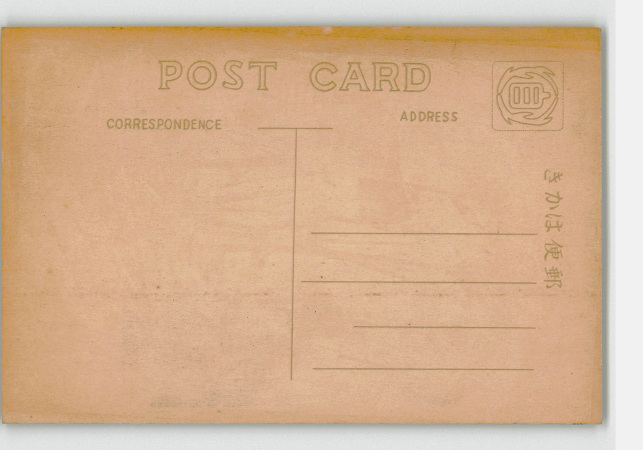 POST CARD
CORRESPONDENCE
ADDRESS
郵便はかき